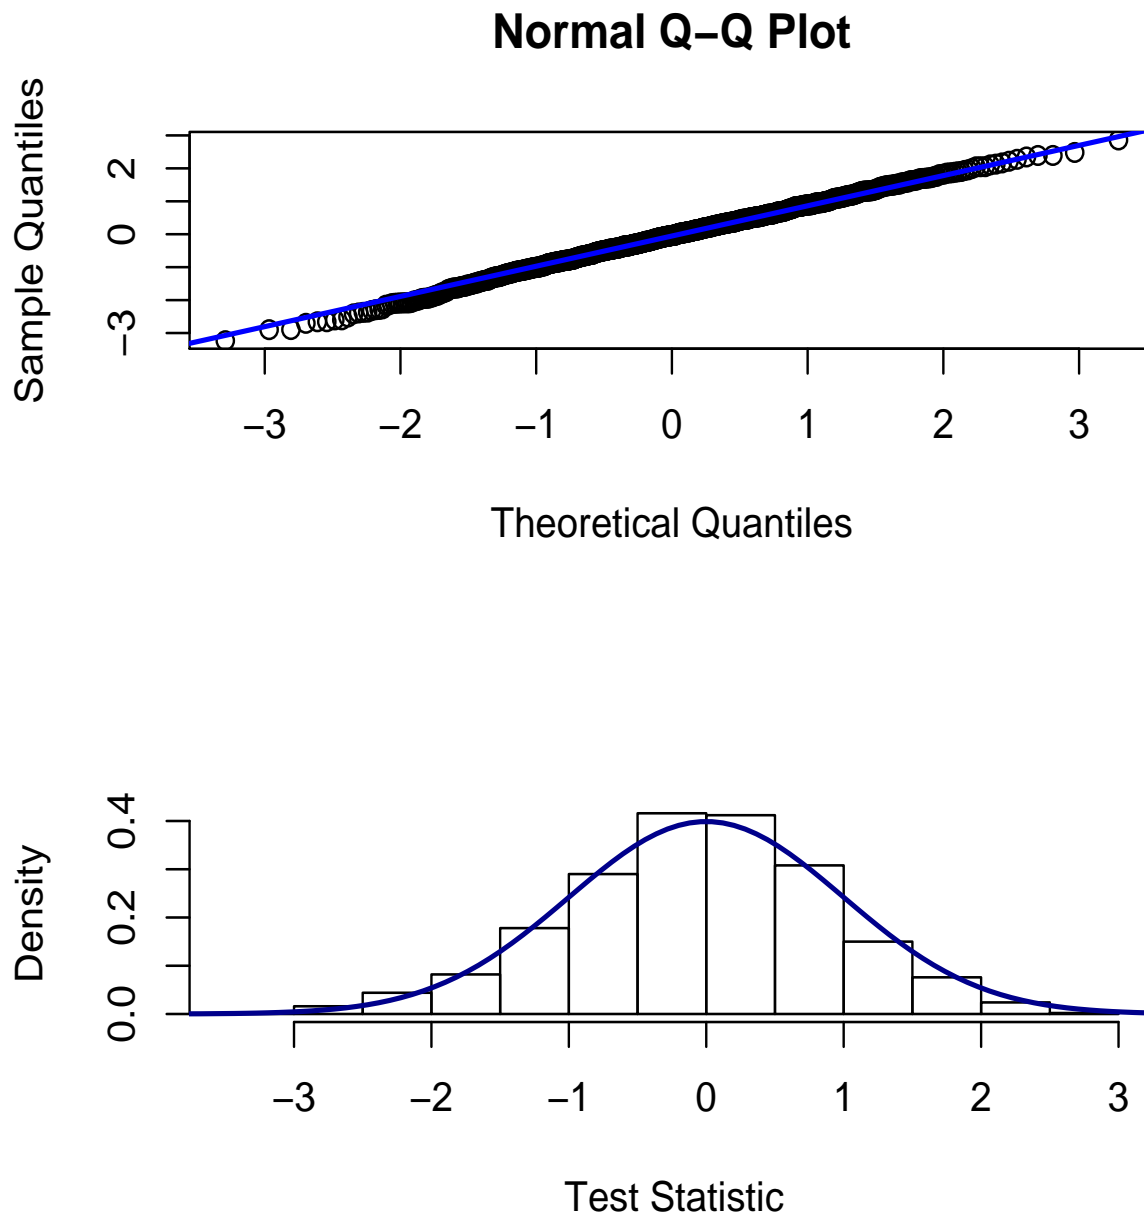 Normal Q−Q Plot
Sample Quantiles
2
0
−3
−3 −2 −1 0 1 2 3
Theoretical Quantiles
Density
0.4
0.2
0.0
−3 −2 −1 0 1 2 3
Test Statistic